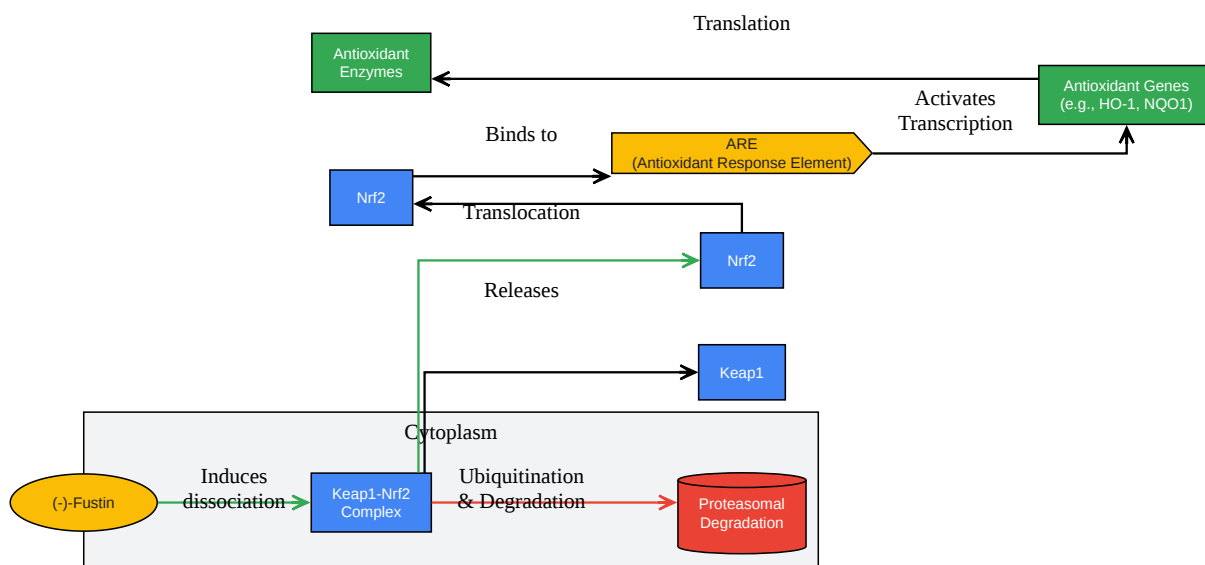 Translation
Antioxidant
Enzymes
Antioxidant Genes
(e.g., HO-1, NQO1)
Activates
Transcription
Binds to
ARE
(Antioxidant Response Element)
Nrf2
Translocation
Nrf2
Releases
Keap1
Cytoplasm
Induces
dissociation
Ubiquitination
& Degradation
(-)-Fustin
Keap1-Nrf2
Complex
Proteasomal
Degradation